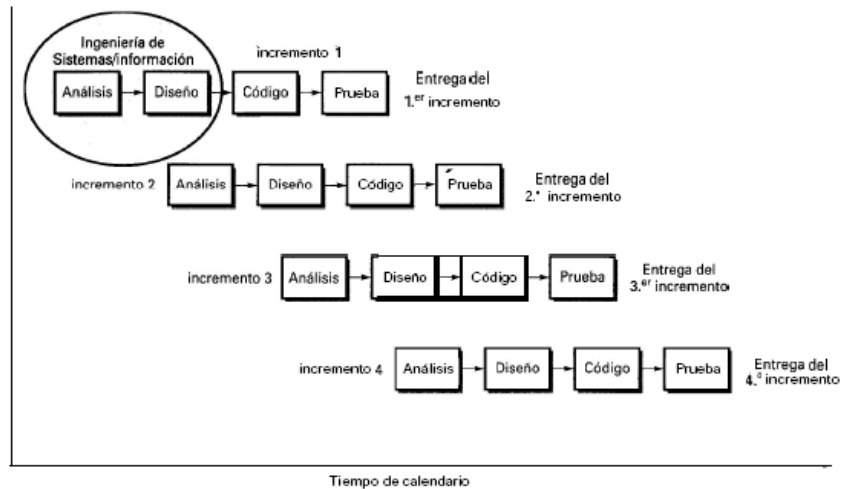 Ingeniería de
Sistemas/información
incremento 1
Análisis
Diseño
Código
Prueba
Entrega del
1.er incremento
incremento 2
Análisis
Diseño
Código
Prueba
Entrega del
2.º incremento
incremento 3
Análisis
Diseño
Código
Prueba
Entrega del
3.er incremento
incremento 4
Análisis
Diseño
Código
Prueba
Entrega del
4.º incremento
Tiempo de calendario